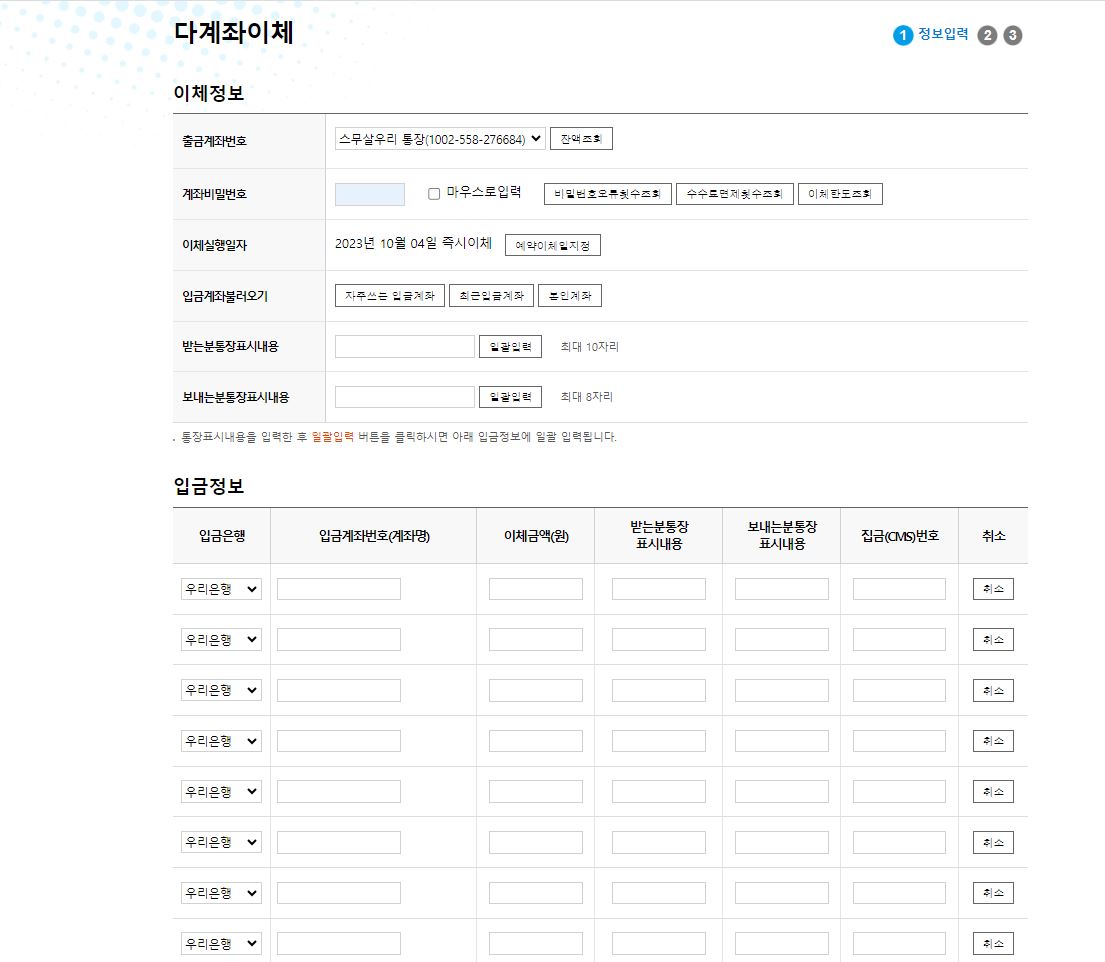 다계좌이체
1 정보입력 2 3
이체정보
출금계좌번호 스무살우리 통장(1002-558-276684) 잔액조회
계좌비밀번호 마우스로입력 비밀번호오류횟수조회 수수료면제횟수조회 이체한도조회
이체실행일자 2023년 10월 04일 즉시이체 예약이체일지정
입금계좌불러오기 자주쓰는 입금계좌 최근입금계좌 본인계좌
받는분통장표시내용 일괄입력 최대 10자리
보내는분통장표시내용 일괄입력 최대 8자리
. 통장표시내용을 입력한 후 일괄입력 버튼을 클릭하시면 아래 입금정보에 일괄 입력됩니다.
입금정보
입금은행 입금계좌번호(계좌명) 이체금액(원) 받는분통장 표시내용 보내는분통장 표시내용 집금(CMS)번호 취소
우리은행 취소
우리은행 취소
우리은행 취소
우리은행 취소
우리은행 취소
우리은행 취소
우리은행 취소
우리은행 취소